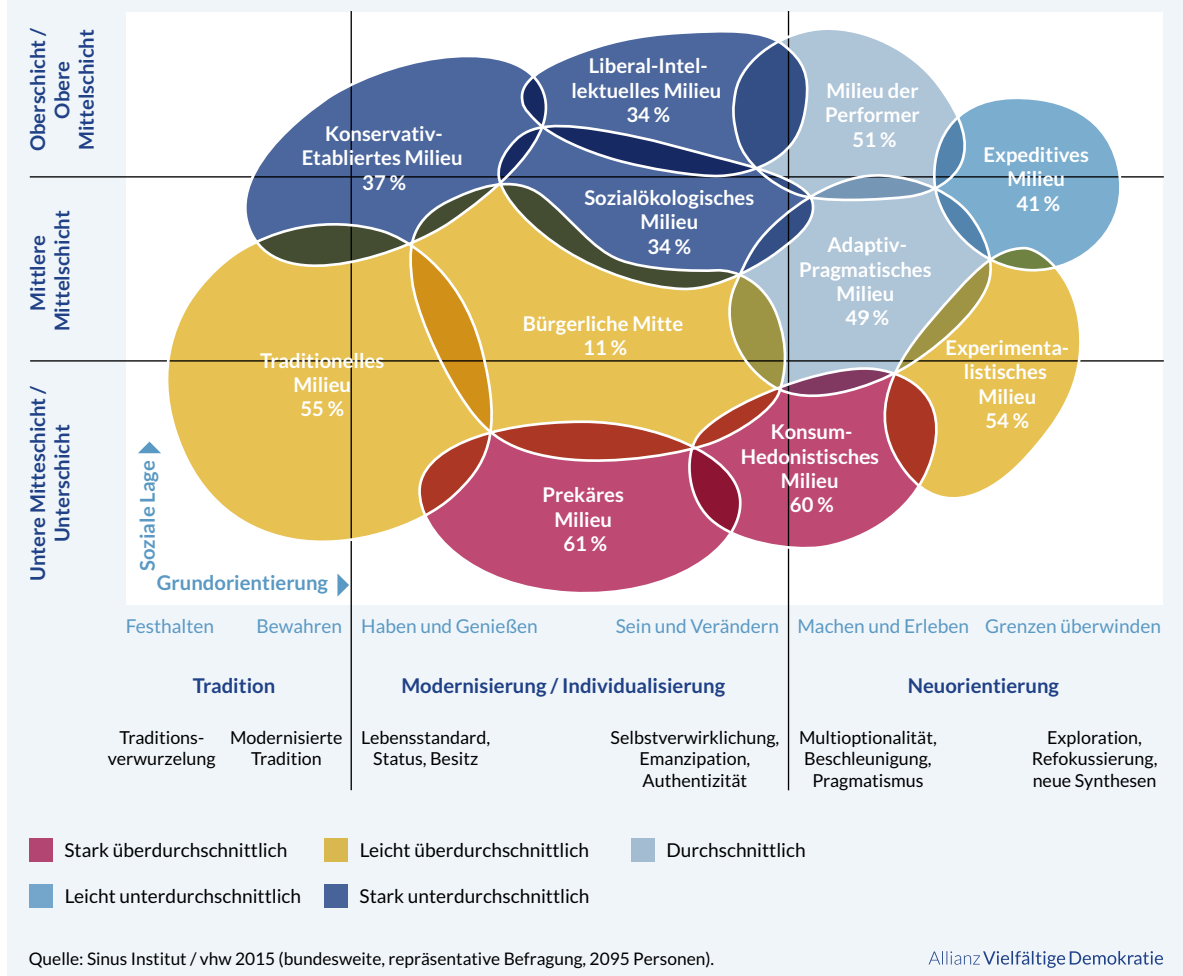 Oberschicht /
Obere
Mittelschicht
Mittlere
Mittelschicht
Untere Mitteschicht /
Unterschicht
Liberal-Intel-
lektuelles Milieu
34 %
Milieu der
Performer
51 %
Konservativ-
Etabliertes Milieu
37 %
Expeditives
Milieu
41 %
Sozialökologisches
Milieu
34 %
Adaptiv-
Pragmatisches
Milieu
49 %
Bürgerliche Mitte
11 %
Traditionelles
Milieu
55 %
Experimenta-
listisches
Milieu
54 %
Konsum-
Hedonistisches
Milieu
60 %
Prekäres
Milieu
61 %
Soziale Lage
Grundorientierung
Festhalten Bewahren Haben und Genießen Sein und Verändern Machen und Erleben Grenzen überwinden
Tradition Modernisierung / Individualisierung Neuorientierung
Traditions-
verwurzelung
Modernisierte
Tradition
Lebensstandard,
Status, Besitz
Selbstverwirklichung,
Emanzipation,
Authentizität
Multioptionalität,
Beschleunigung,
Pragmatismus
Exploration,
Refokussierung,
neue Synthesen
Stark überdurchschnittlich Leicht überdurchschnittlich Durchschnittlich
Leicht unterdurchschnittlich Stark unterdurchschnittlich
Quelle: Sinus Institut / vhw 2015 (bundesweite, repräsentative Befragung, 2095 Personen).
Allianz Vielfältige Demokratie